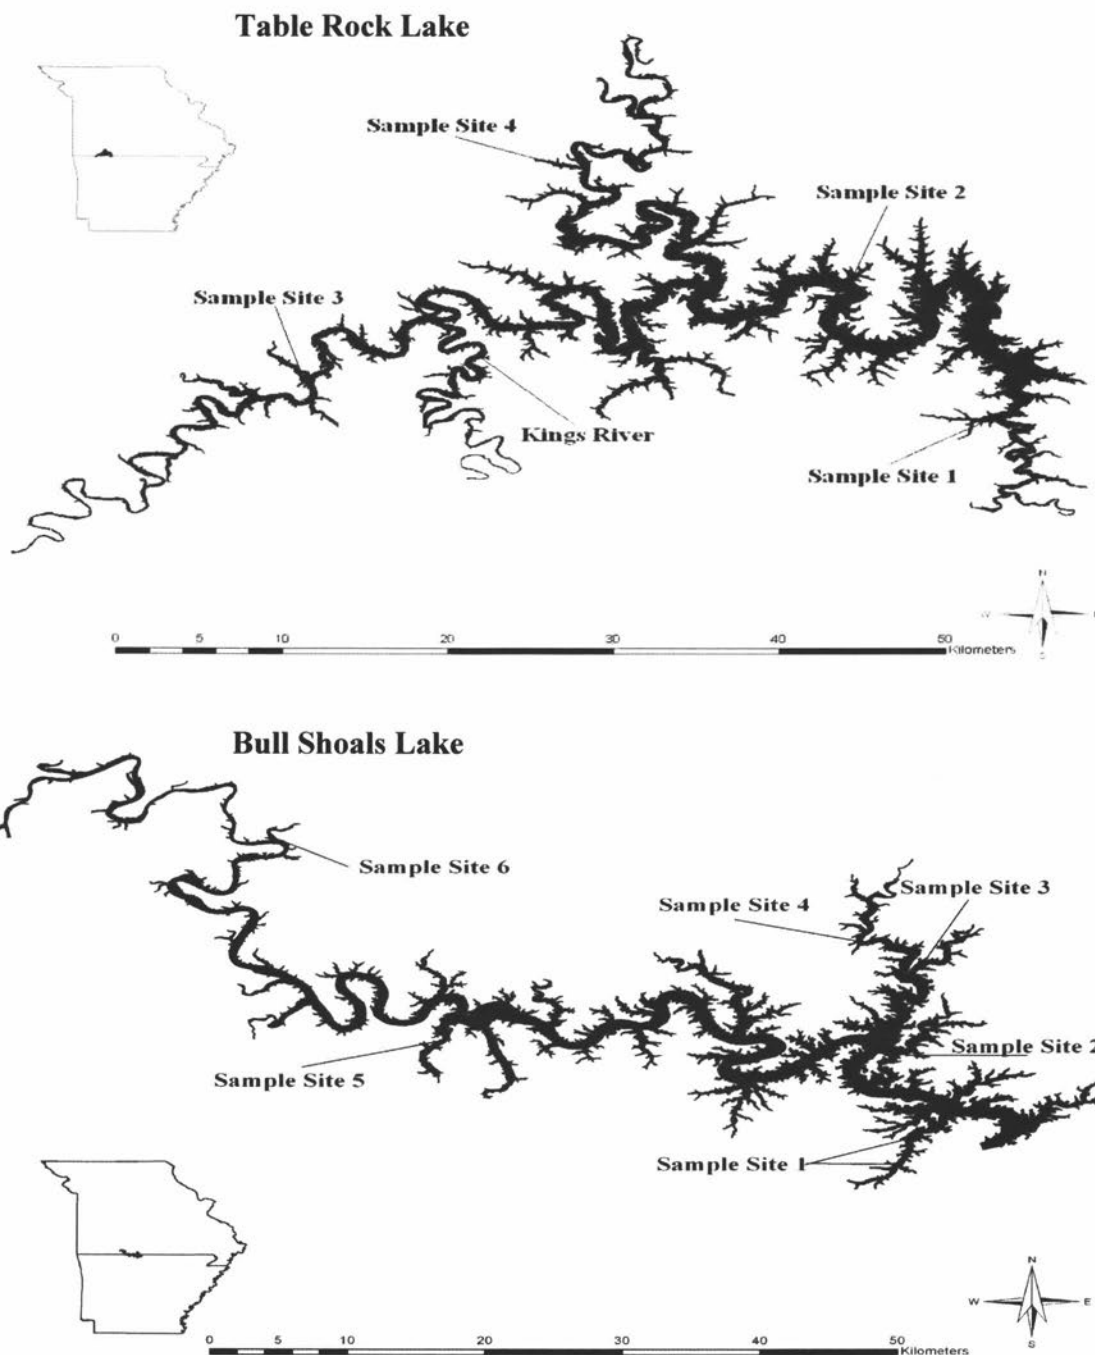 Table Rock Lake
Sample Site 4
Sample Site 2
Sample Site 3
Kings River
Sample Site 1
N
W
S
0 5 10 20 30 40 50
Kilometers
Bull Shoals Lake
Sample Site 6
Sample Site 3
Sample Site 4
Sample Site 2
Sample Site 5
Sample Site 1
N
W E
S
0 5 10 20 30 40 50
Kilometers